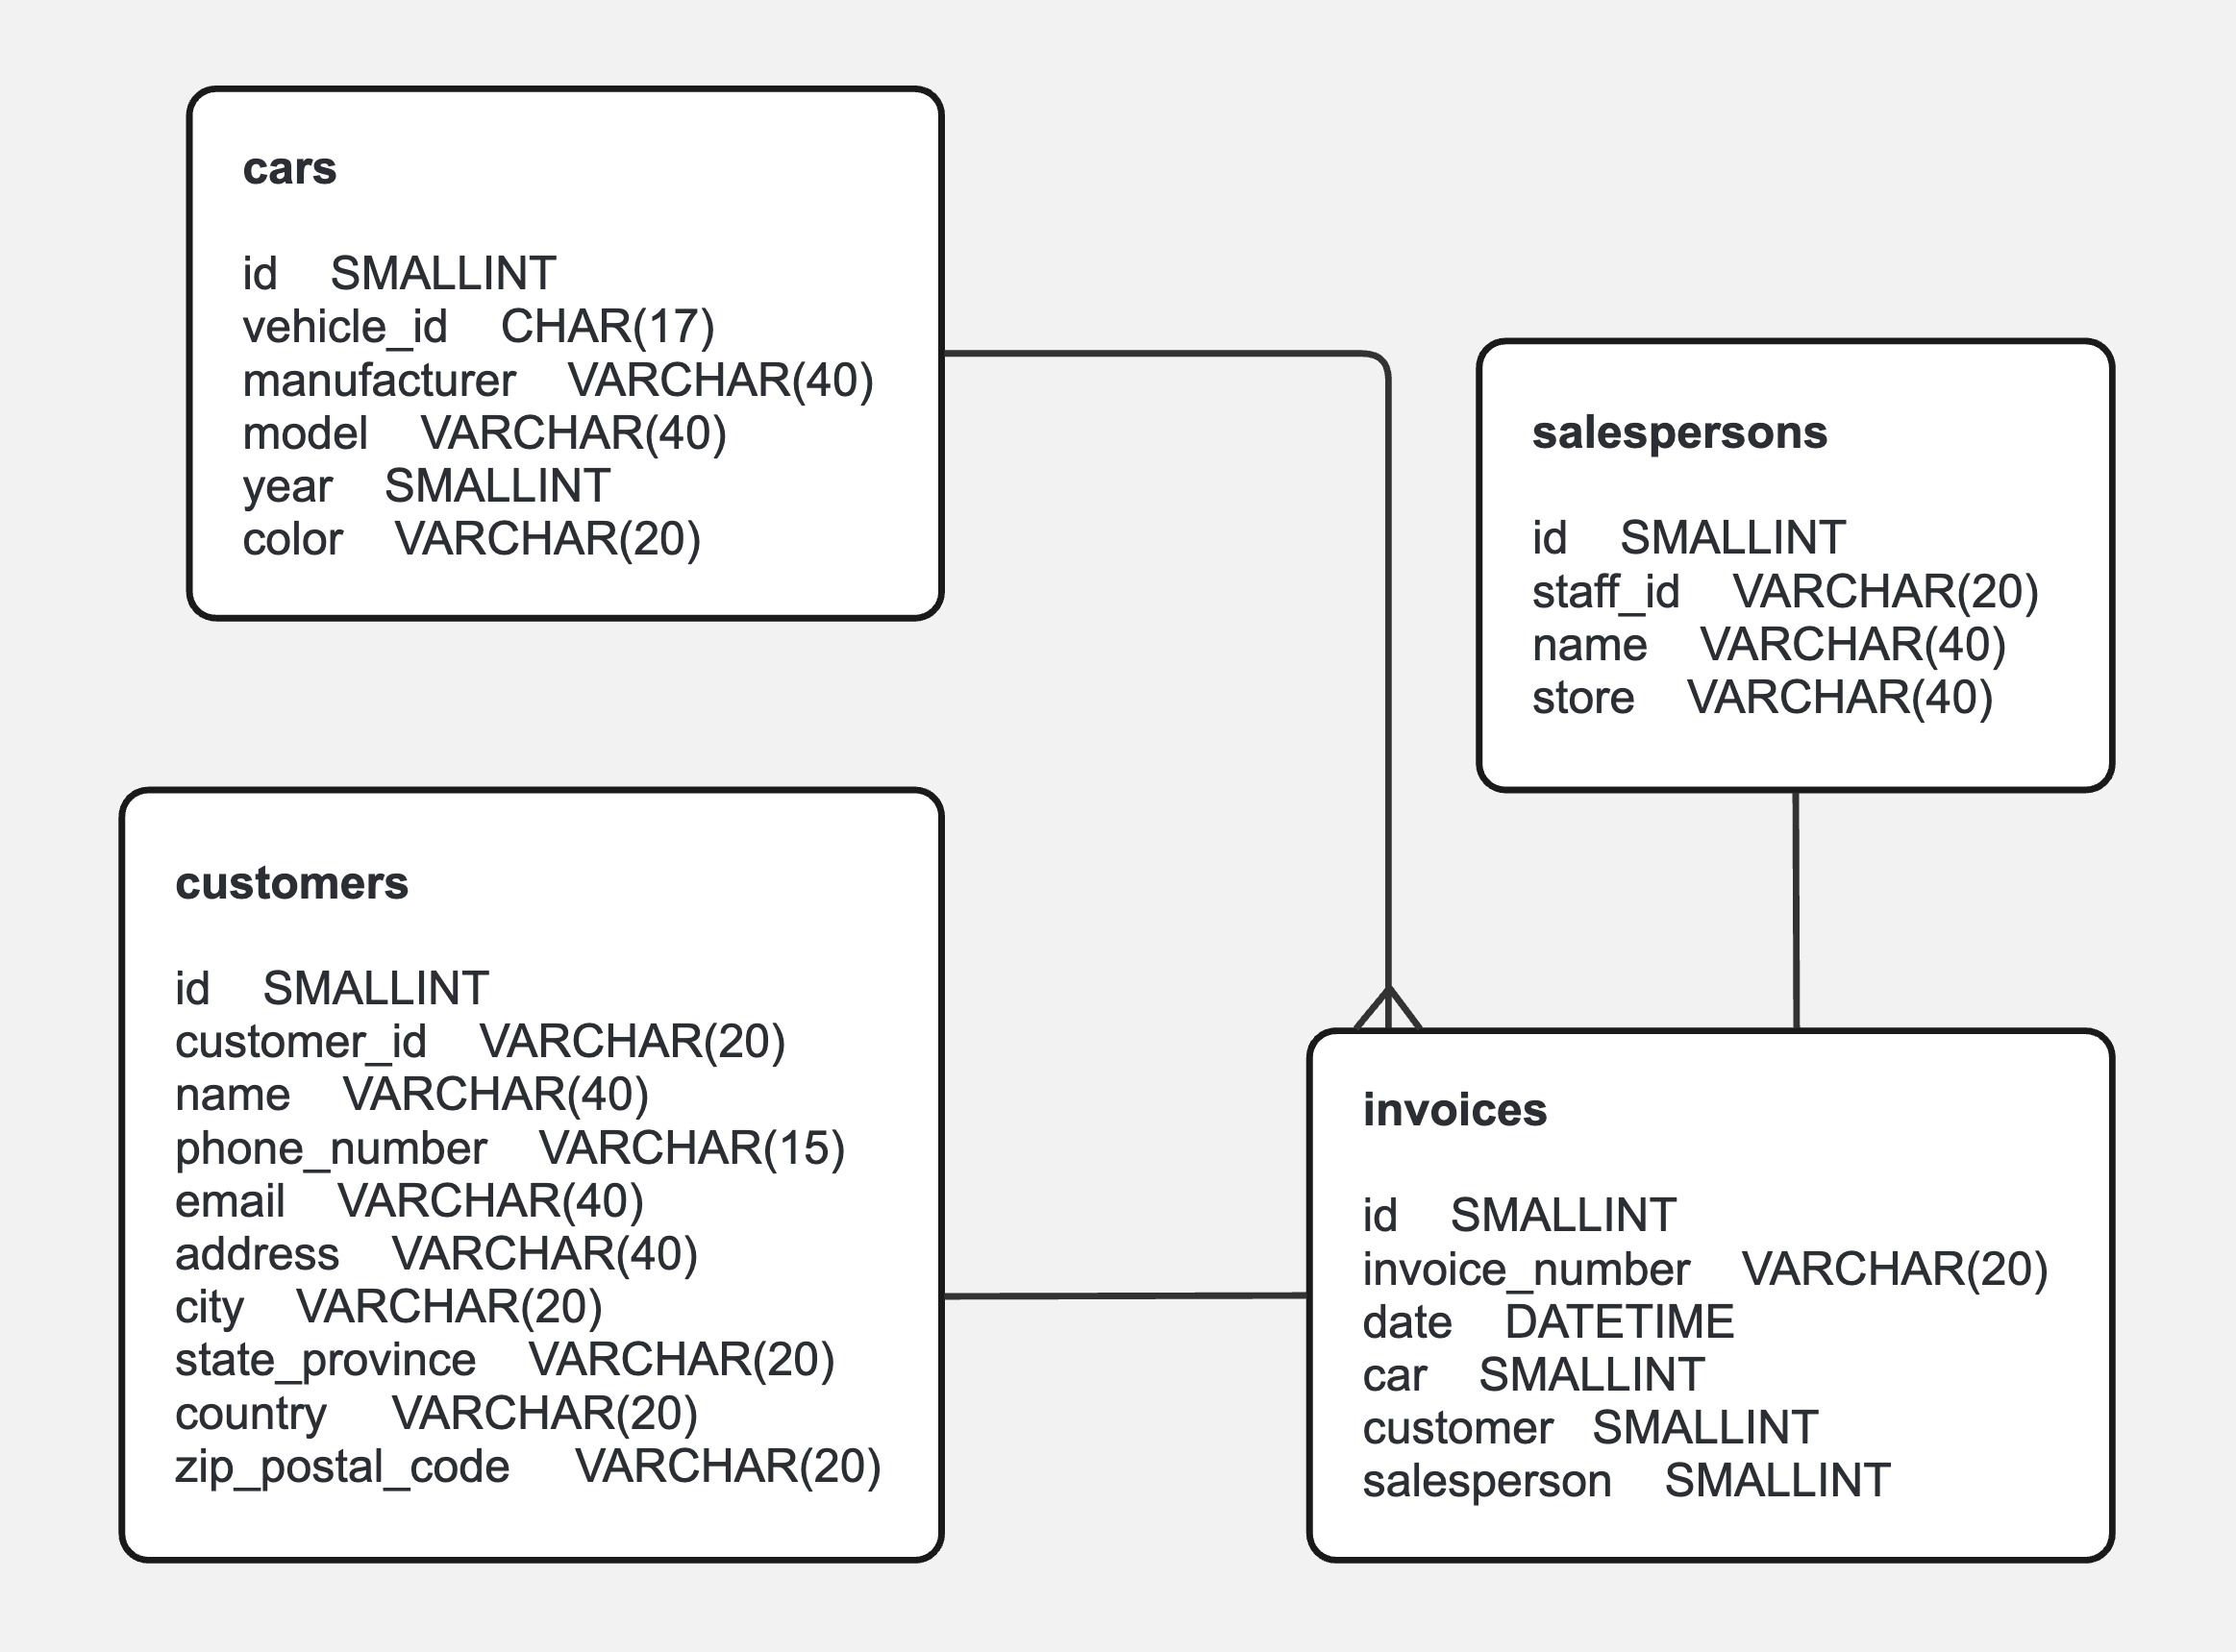 cars
id SMALLINT
vehicle_id CHAR(17)
manufacturer VARCHAR(40)
model VARCHAR(40)
year SMALLINT
color VARCHAR(20)
salespersons
id SMALLINT
staff_id VARCHAR(20)
name VARCHAR(40)
store VARCHAR(40)
customers
id SMALLINT
customer_id VARCHAR(20)
name VARCHAR(40)
phone_number VARCHAR(15)
email VARCHAR(40)
address VARCHAR(40)
city VARCHAR(20)
state_province VARCHAR(20)
country VARCHAR(20)
zip_postal_code VARCHAR(20)
invoices
id SMALLINT
invoice_number VARCHAR(20)
date DATETIME
car SMALLINT
customer SMALLINT
salesperson SMALLINT